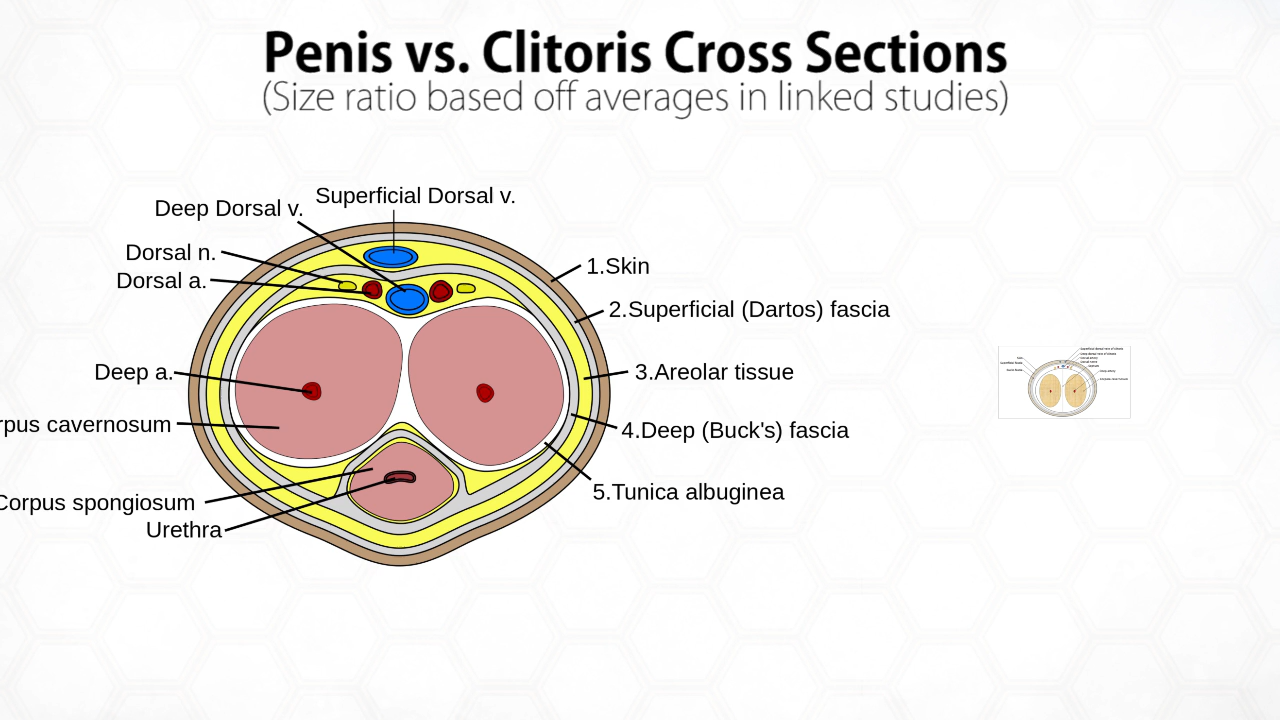 Penis vs. Clitoris Cross Sections
(Size ratio based off averages in linked studies)
Superficial Dorsal v.
Deep Dorsal v.
Dorsal n.
Dorsal a.
Deep a.
rpus cavernosum
Corpus spongiosum
Urethra
1.Skin
2.Superficial (Dartos) fascia
3.Areolar tissue
4.Deep (Buck's) fascia
5.Tunica albuginea